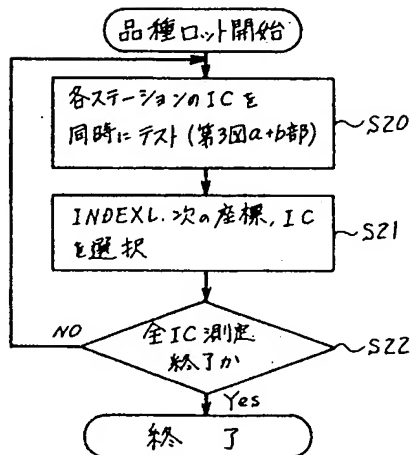 品種ロット開始
各ステーションのICを
同時にテスト(第3図a+b部)
S20
INDEXし.次の座標,IC
を選択
S21
NO
全IC測定
終了か
S22
Yes
終了